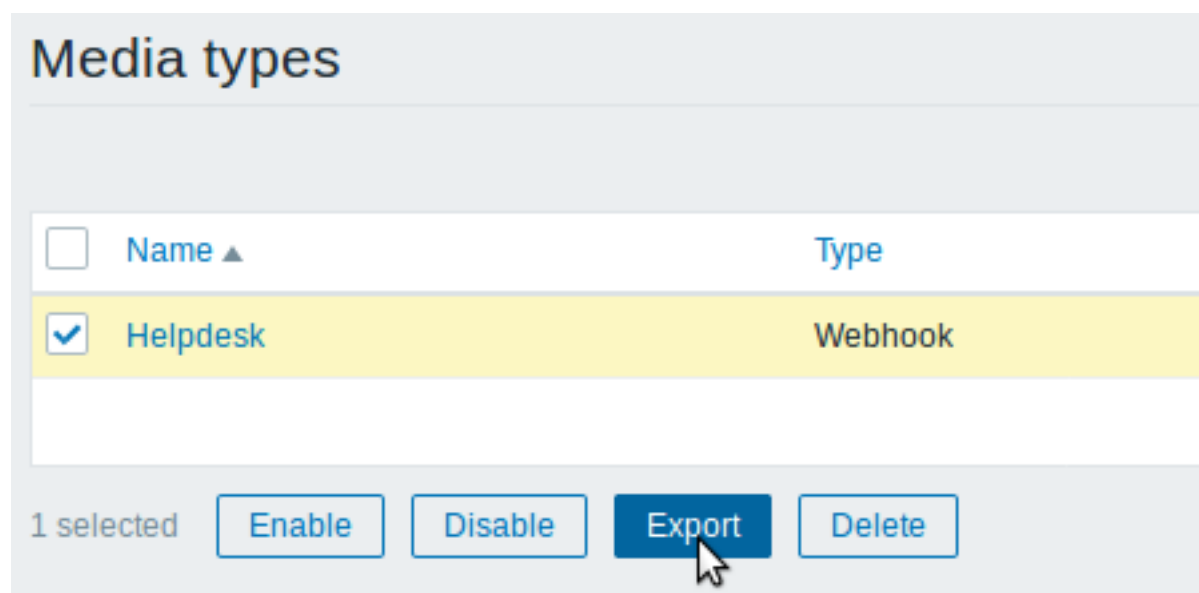 Media types
Name ▲ Type
Helpdesk Webhook
1 selected Enable Disable Export Delete